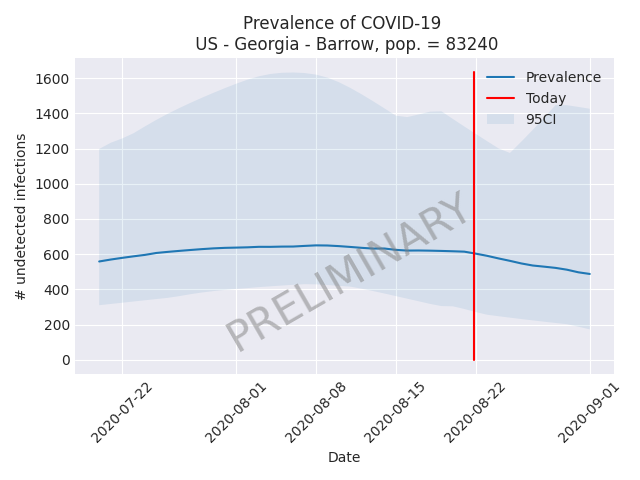 Prevalence of COVID-19
US - Georgia - Barrow, pop. = 83240
Prevalence
Today
95CI
1600
1400
1200
1000
800
600
400
200
0
# undetected infections
PRELIMINARY
2020-07-22
2020-08-01
2020-08-08
2020-08-15
2020-08-22
2020-09-01
Date